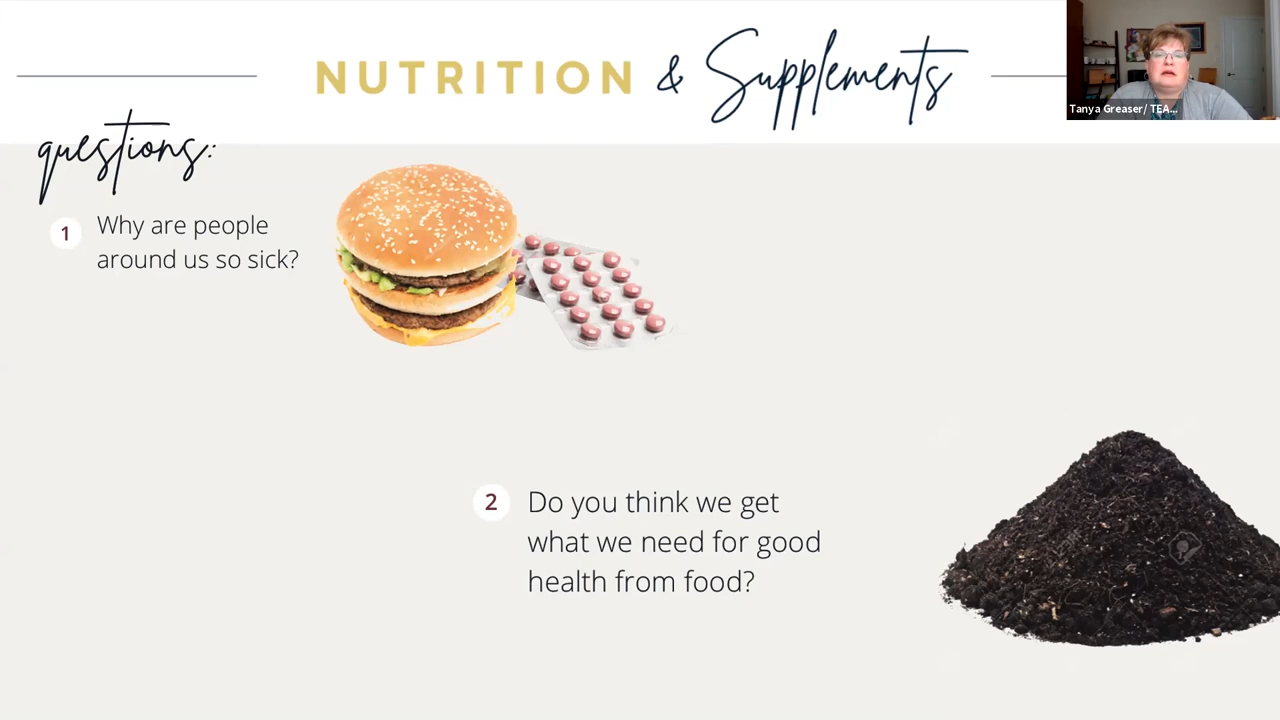 NUTRITION & Supplements
Tanya Greaser/ TEA...
questions:
1 Why are people
around us so sick?
2 Do you think we get
what we need for good
health from food?